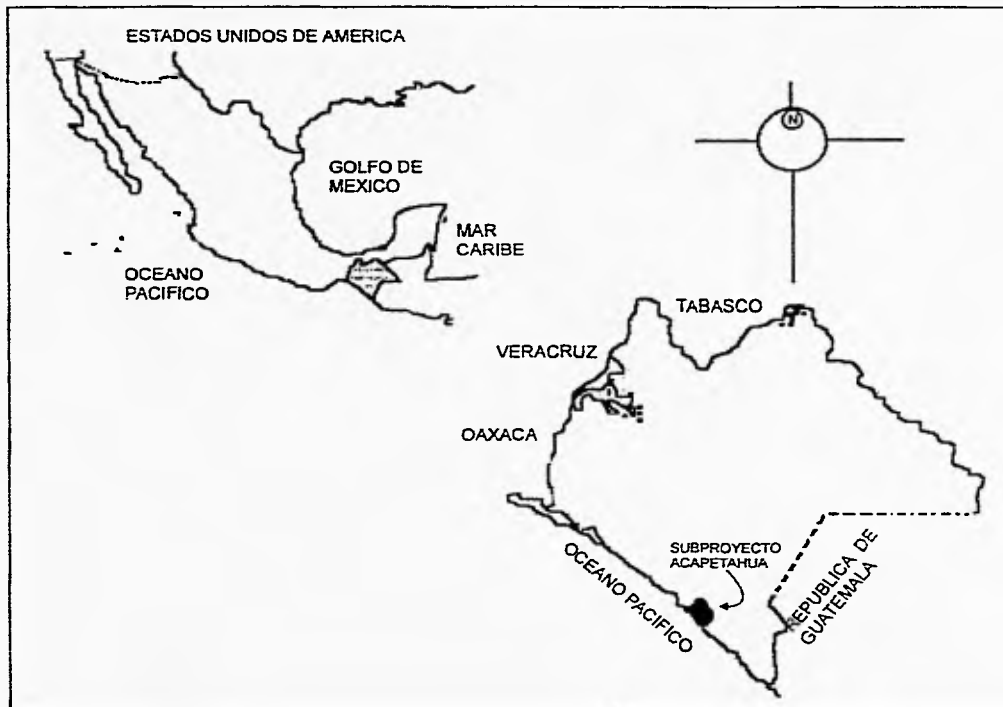 ESTADOS UNIDOS DE AMERICA
GOLFO DE
MEXICO
MAR
CARIBE
OCEANO
PACIFICO
N
TABASCO
VERACRUZ
OAXACA
SUBPROYECTO
ACAPETAHUA
OCEANO PACIFICO
REPUBLICA DE
GUATEMALA